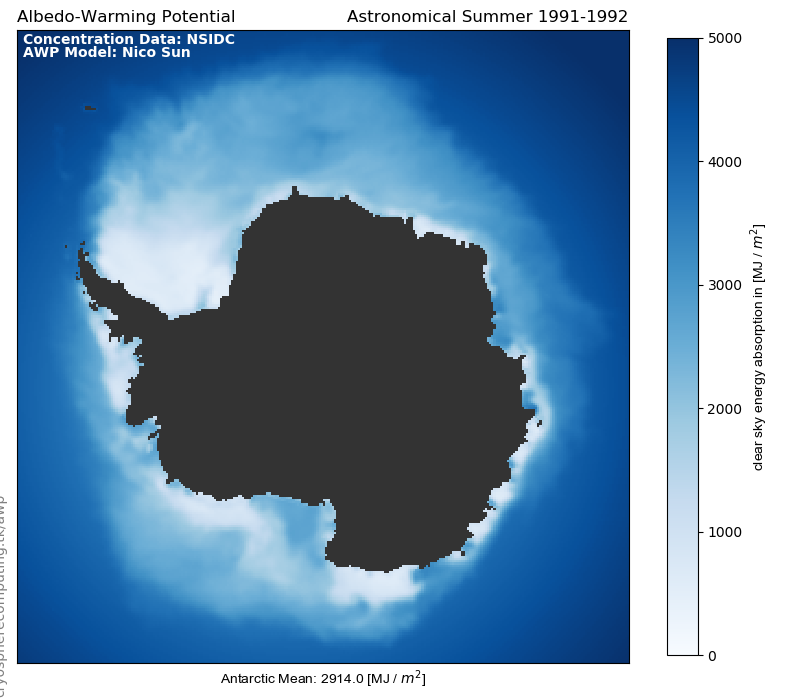 Albedo-Warming Potential
Astronomical Summer 1991-1992
Concentration Data: NSIDC
AWP Model: Nico Sun
5000
4000
3000
2000
1000
0
clear sky energy absorption in [MJ / m²]
Antarctic Mean: 2914.0 [MJ / m²]
cryospherecomputing.tk/awp